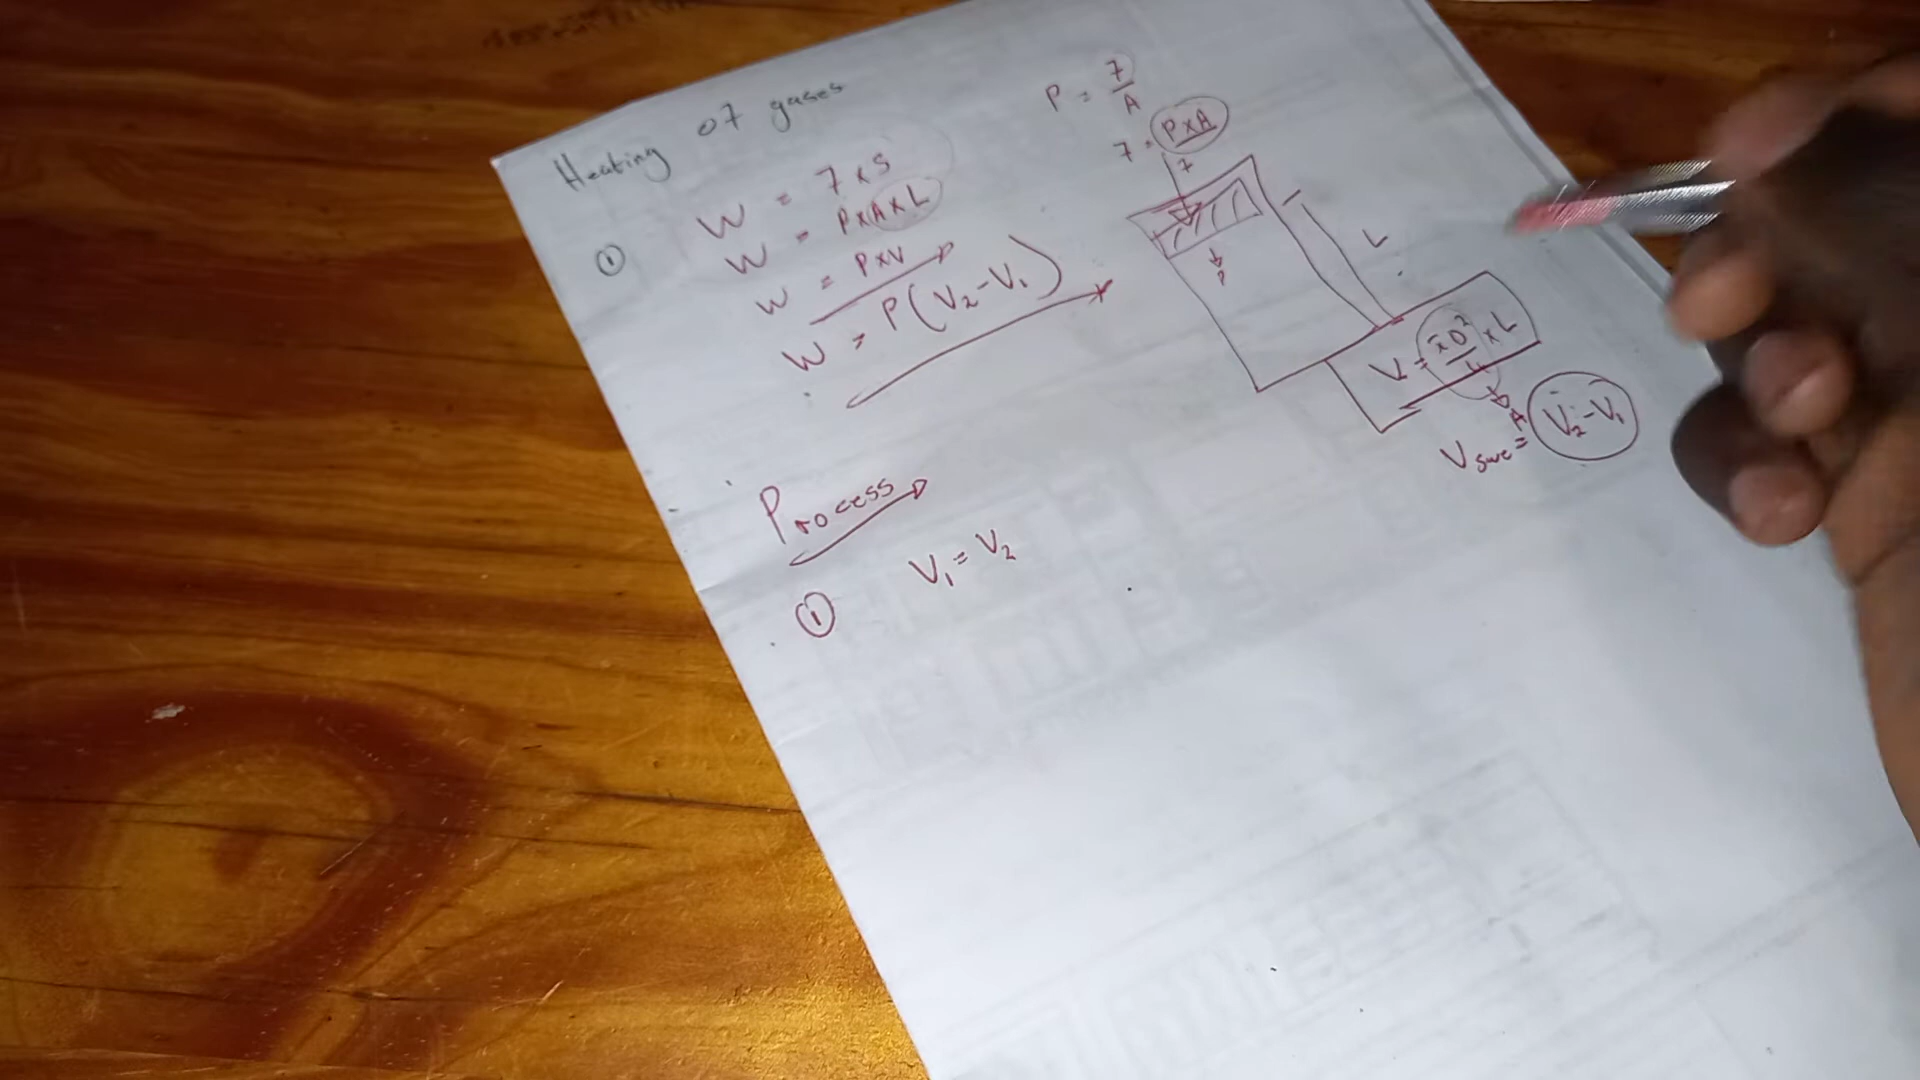 Heating of gases
① W = F x S
W = P x A x L
W = P x V
W = P(V₂-V₁)
P = F/A
F = P x A
F
P
L
V = πD²/4 x L
A
Vswe = V₂-V₁
Process
① V₁ = V₂